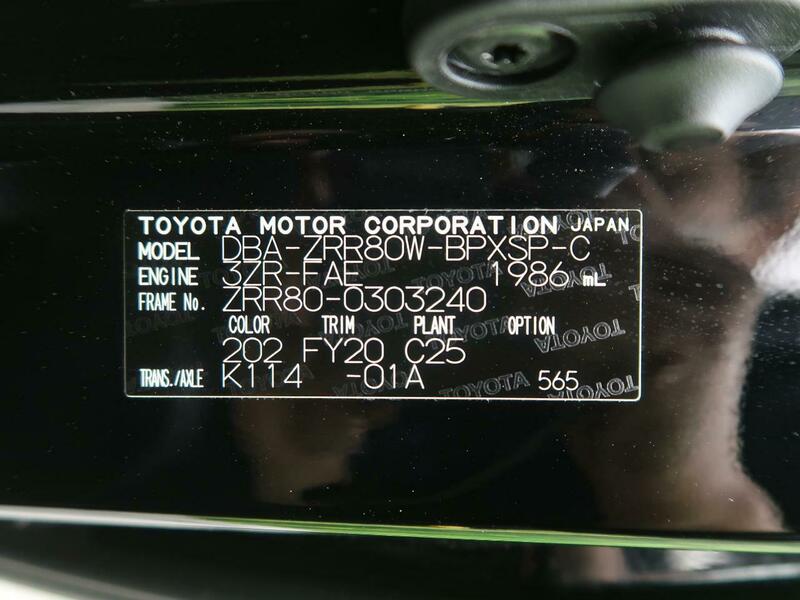 TOYOTA MOTOR CORPORATION JAPAN
MODEL DBA-ZRR80W-BPXSP-C
ENGINE 3ZR-FAE 1986 mL
FRAME No. ZRR80-0303240
COLOR TRIM PLANT OPTION
202 FY20 C25
TRANS./AXLE K114 -01A 565